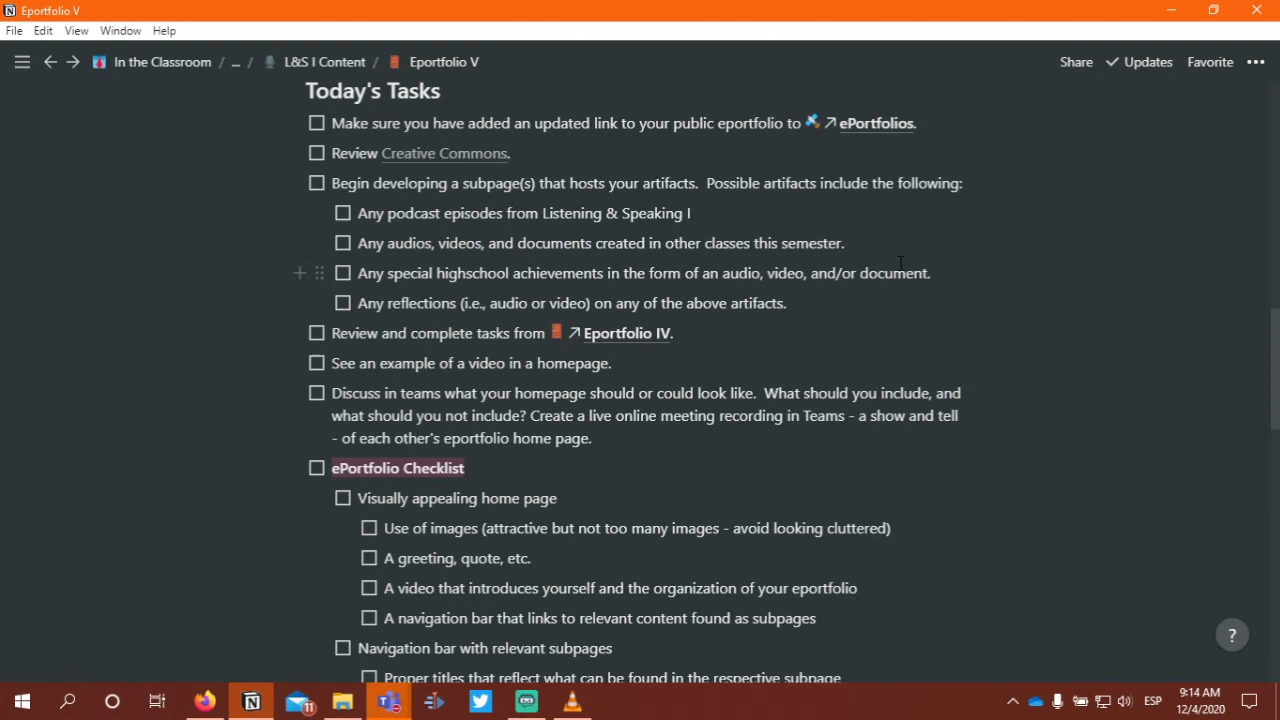 Eportfolio V
File Edit View Window Help
In the Classroom / ... / L&S I Content / Eportfolio V Share Updates Favorite
Today's Tasks
Make sure you have added an updated link to your public eportfolio to ePortfolios.
Review Creative Commons.
Begin developing a subpage(s) that hosts your artifacts. Possible artifacts include the following:
Any podcast episodes from Listening & Speaking I
Any audios, videos, and documents created in other classes this semester.
Any special highschool achievements in the form of an audio, video, and/or document.
Any reflections (i.e., audio or video) on any of the above artifacts.
Review and complete tasks from Eportfolio IV.
See an example of a video in a homepage.
Discuss in teams what your homepage should or could look like. What should you include, and
what should you not include? Create a live online meeting recording in Teams - a show and tell
- of each other's eportfolio home page.
ePortfolio Checklist
Visually appealing home page
Use of images (attractive but not too many images - avoid looking cluttered)
A greeting, quote, etc.
A video that introduces yourself and the organization of your eportfolio
A navigation bar that links to relevant content found as subpages
Navigation bar with relevant subpages
Proper titles that reflect what can be found in the respective subpage
?
11
ESP
9:14 AM
12/4/2020